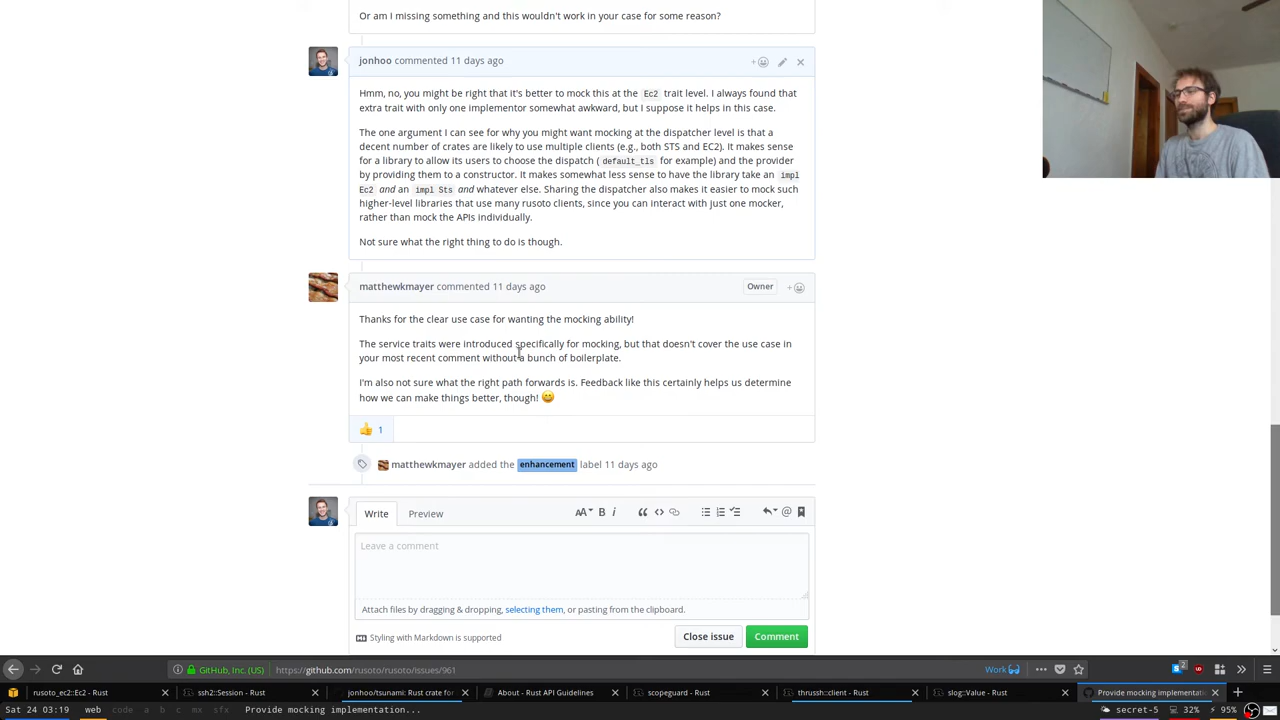 Or am I missing something and this wouldn't work in your case for some reason?
jonhoo commented 11 days ago
Hmm, no, you might be right that it's better to mock this at the Ec2 trait level. I always found that
extra trait with only one implementor somewhat awkward, but I suppose it helps in this case.
The one argument I can see for why you might want mocking at the dispatcher level is that a
decent number of crates are likely to use multiple clients (e.g., both STS and EC2). It makes sense
for a library to allow its users to choose the dispatch ( default_tls for example) and the provider
by providing them to a constructor. It makes somewhat less sense to have the library take an impl
Ec2 and an impl Sts and whatever else. Sharing the dispatcher also makes it easier to mock such
higher-level libraries that use many rusoto clients, since you can interact with just one mocker,
rather than mock the APIs individually.
Not sure what the right thing to do is though.
matthewkmayer commented 11 days ago Owner
Thanks for the clear use case for wanting the mocking ability!
The service traits were introduced specifically for mocking, but that doesn't cover the use case in
your most recent comment without a bunch of boilerplate.
I'm also not sure what the right path forwards is. Feedback like this certainly helps us determine
how we can make things better, though! 😀
👍 1
matthewkmayer added the enhancement label 11 days ago
Write Preview
Leave a comment
Attach files by dragging & dropping, selecting them, or pasting from the clipboard.
Styling with Markdown is supported Close issue Comment
GitHub, Inc. (US) https://github.com/rusoto/rusoto/issues/961 Work
rusoto_ec2::Ec2 - Rust ssh2::Session - Rust jonhoo/tsunami: Rust crate for About - Rust API Guidelines scopeguard - Rust thrussh::client - Rust slog::Value - Rust Provide mocking implementati
Sat 24 03:19 web code a b c mx sfx Provide mocking implementation... secret-5 32% 95%